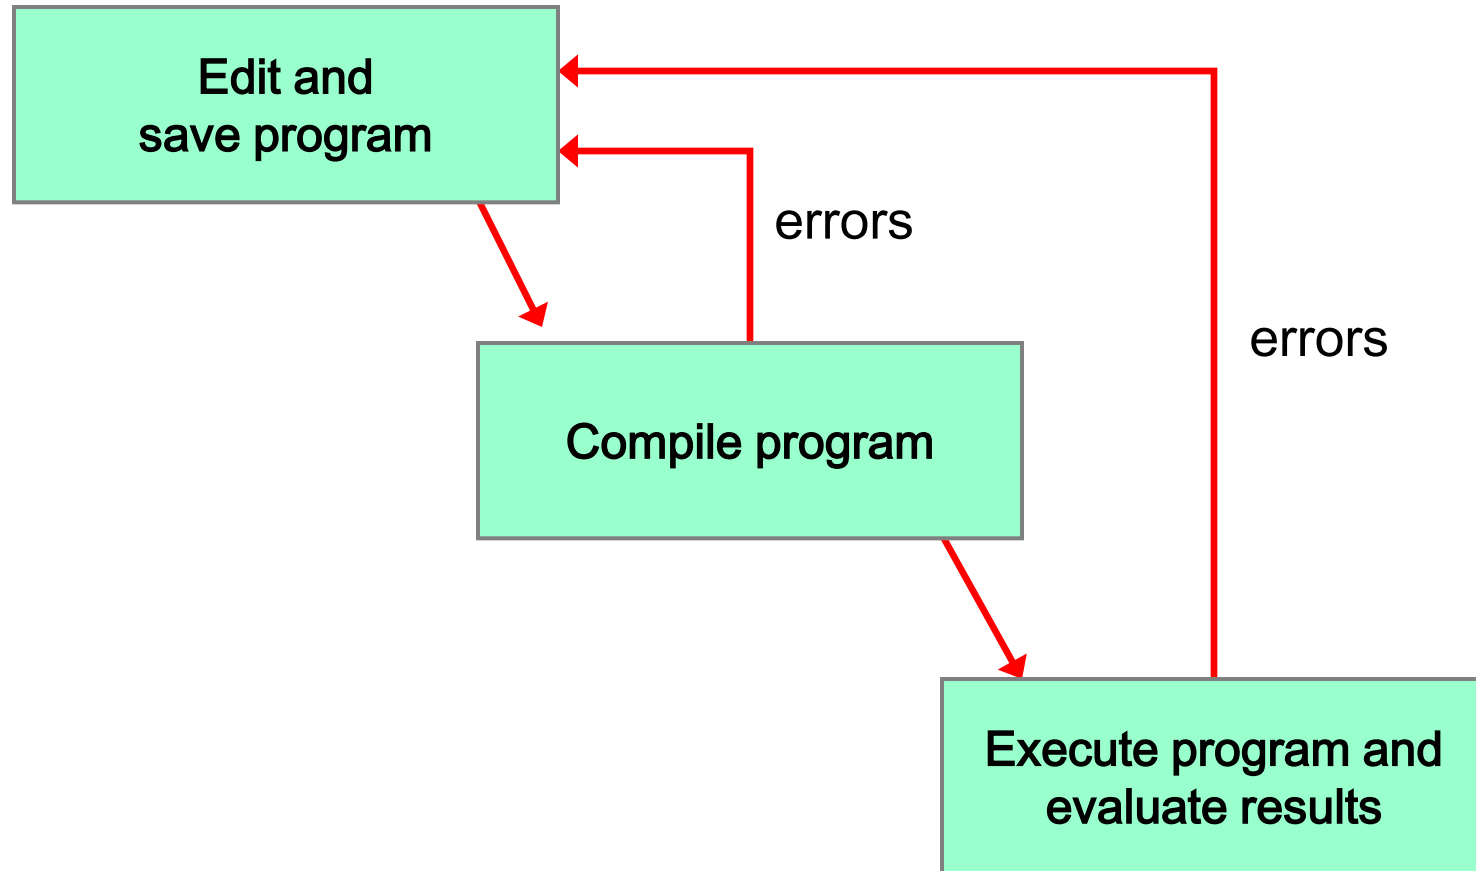 Edit and
save program
errors
errors
Compile program
Execute program and
evaluate results